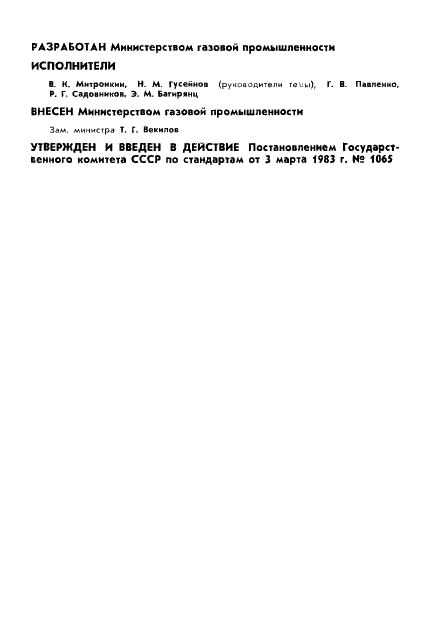 РАЗРАБОТАН Министерством газовой промышленности
ИСПОЛНИТЕЛИ
В. К. Митронкин, Н. М. Гусейнов (руководители темы), Г. В. Павленко,
Р. Г. Садовников, Э. М. Багирянц
ВНЕСЕН Министерством газовой промышленности
Зам. министра Т. Г. Векилов
УТВЕРЖДЕН И ВВЕДЕН В ДЕЙСТВИЕ Постановлением Государст-
венного комитета СССР по стандартам от 3 марта 1983 г. № 1065